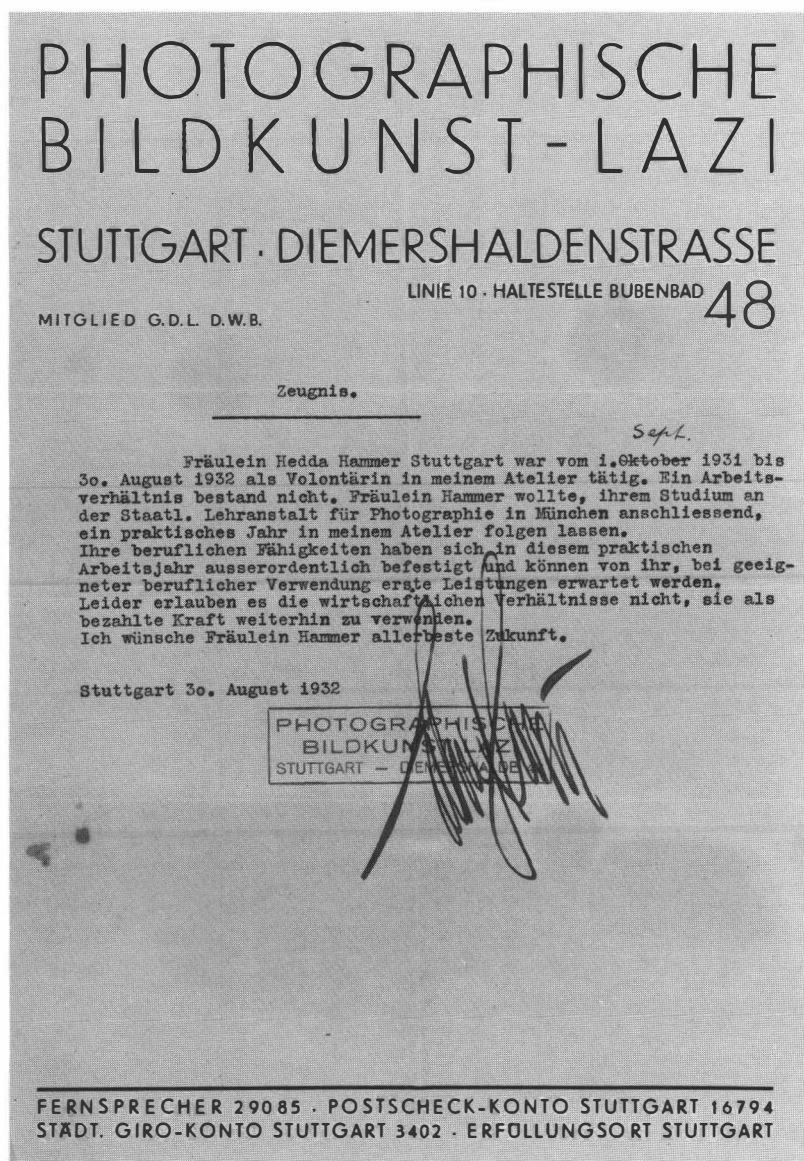 PHOTOGRAPHISCHE
BILDKUNST-LAZI
STUTTGART · DIEMERSHALDENSTRASSE
LINIE 10 · HALTESTELLE BUBENBAD 48
MITGLIED G.D.L. D.W.B.
Zeugnis.
Sept.
Fräulein Hedda Hammer Stuttgart war vom 1.Oktober 1931 bis
3o. August 1932 als Volontärin in meinem Atelier tätig. Ein Arbeits-
verhältnis bestand nicht. Fräulein Hammer wollte, ihrem Studium an
der Staatl. Lehranstalt für Photographie in München anschliessend,
ein praktisches Jahr in meinem Atelier folgen lassen.
Ihre beruflichen Fähigkeiten haben sich in diesem praktischen
Arbeitsjahr ausserordentlich befestigt und können von ihr, bei geeig-
neter beruflicher Verwendung erste Leistungen erwartet werden.
Leider erlauben es die wirtschaftlichen Verhältnisse nicht, sie als
bezahlte Kraft weiterhin zu verwenden.
Ich wünsche Fräulein Hammer allerbeste Zukunft.
Stuttgart 3o. August 1932
PHOTOGRAPHISCHE
BILDKUNST LAZI
STUTTGART — DIEMERSHALDE
FERNSPRECHER 29085 · POSTSCHECK-KONTO STUTTGART 16794
STÄDT. GIRO-KONTO STUTTGART 3402 · ERFÜLLUNGSORT STUTTGART